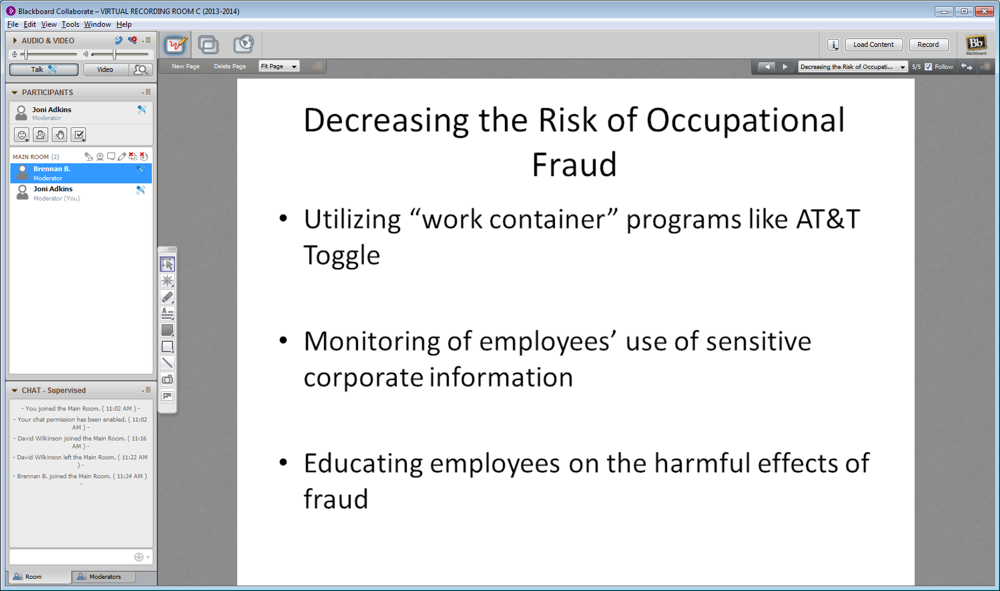 Blackboard Collaborate – VIRTUAL RECORDING ROOM C (2013-2014)
File Edit View Tools Window Help
AUDIO & VIDEO
Talk Video
PARTICIPANTS
Joni Adkins
Moderator
MAIN ROOM (2)
Brennan B.
Moderator
Joni Adkins
Moderator (You)
CHAT - Supervised
- You joined the Main Room. ( 11:02 AM ) -
- Your chat permission has been enabled. ( 11:02
AM ) -
- David Wilkinson joined the Main Room. ( 11:16
AM ) -
- David Wilkinson left the Main Room. ( 11:22 AM
) -
- Brennan B. joined the Main Room. ( 11:24 AM )
-
Room Moderators
Load Content Record
Bb
Blackboard
New Page Delete Page Fit Page
Decreasing the Risk of Occupati... 5/5 Follow
Decreasing the Risk of Occupational
Fraud
• Utilizing “work container” programs like AT&T
Toggle
• Monitoring of employees’ use of sensitive
corporate information
• Educating employees on the harmful effects of
fraud